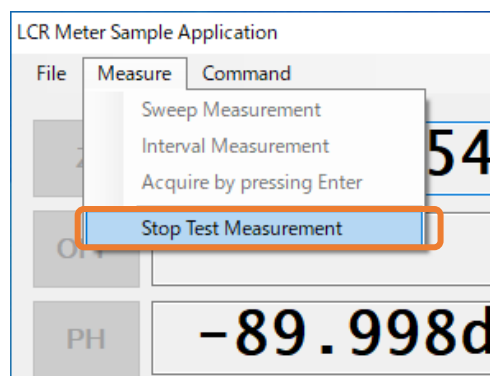 LCR Meter Sample Application
File Measure Command
Sweep Measurement
Interval Measurement
Acquire by pressing Enter
Stop Test Measurement
54
PH -89.998d